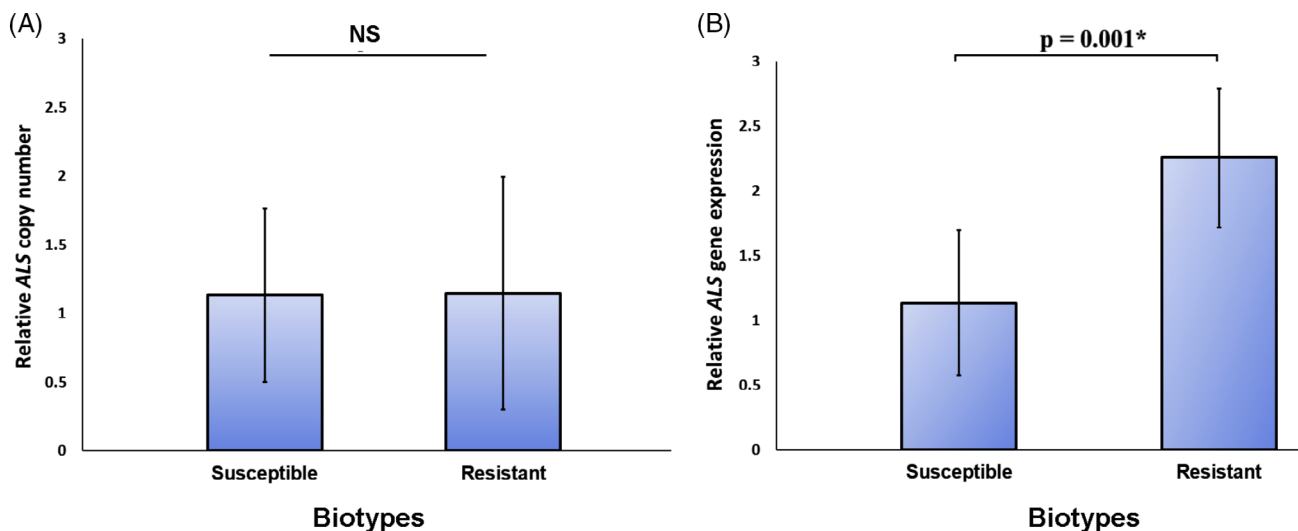 (A)
NS
3
2.5
2
1.5
1
0.5
0
Relative ALS copy number
Susceptible
Resistant
Biotypes
(B)
p = 0.001*
3
2.5
2
1.5
1
0.5
0
Relative ALS gene expression
Susceptible
Resistant
Biotypes